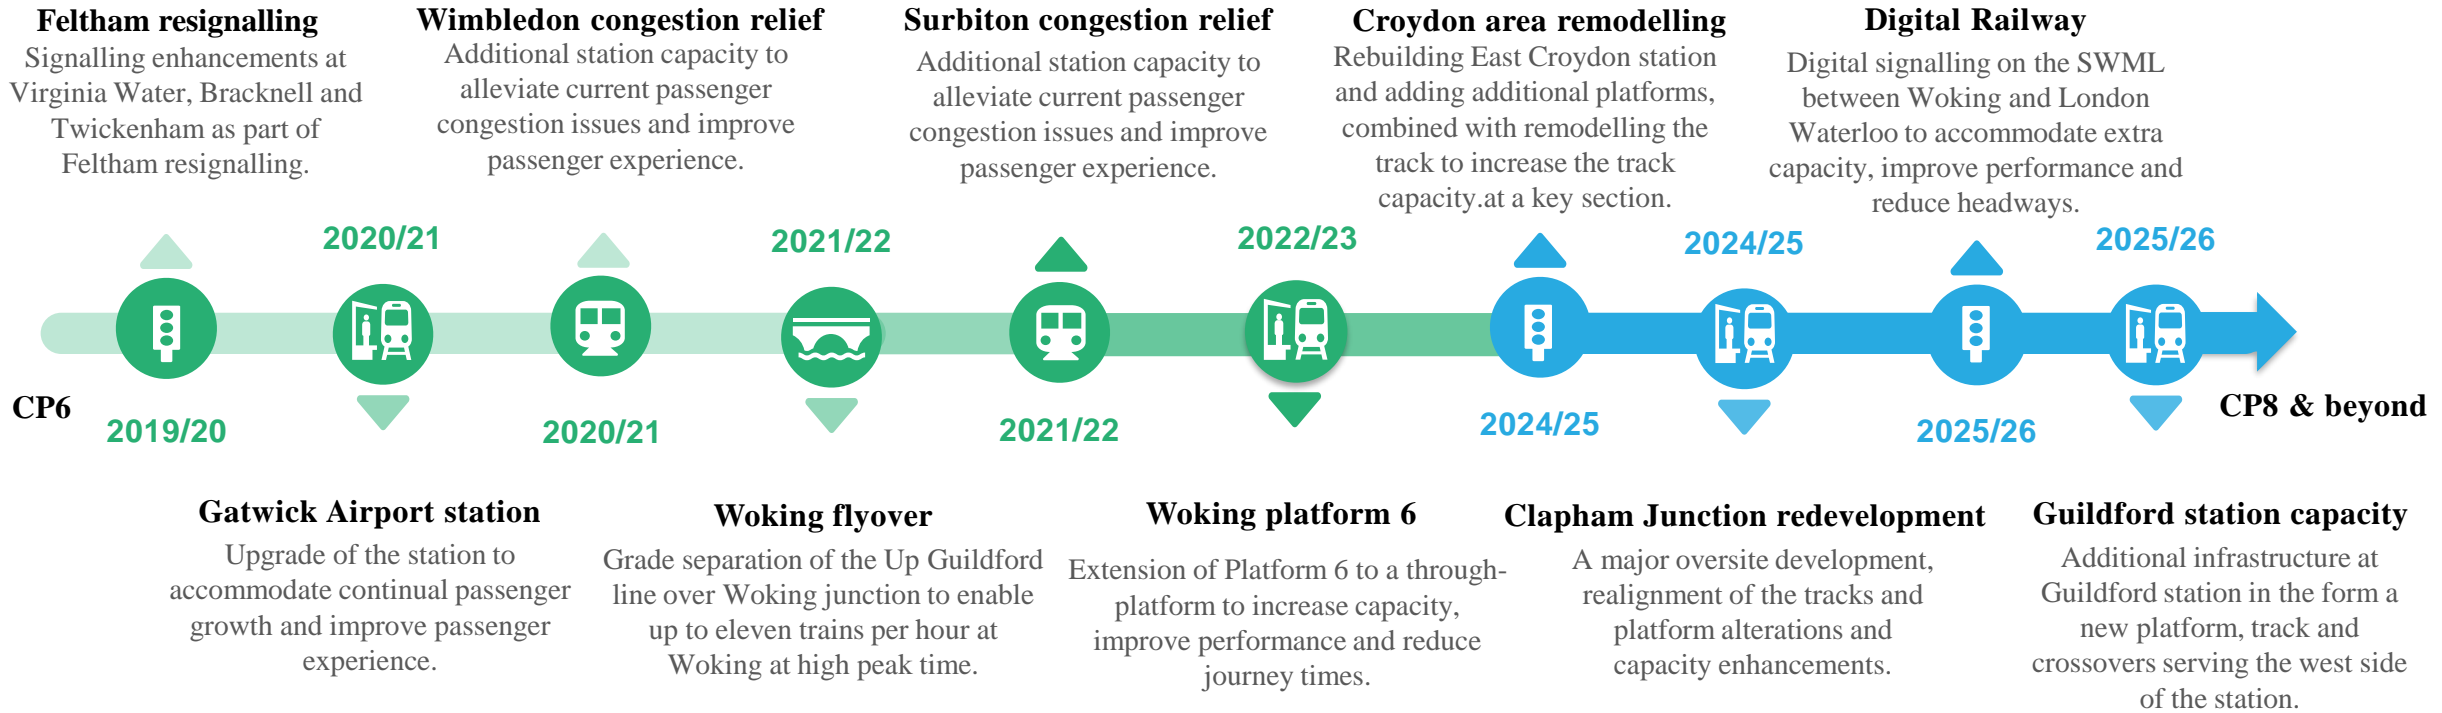 Feltham resignalling
Signalling enhancements at
Virginia Water, Bracknell and
Twickenham as part of
Feltham resignalling.
Wimbledon congestion relief
Additional station capacity to
alleviate current passenger
congestion issues and improve
passenger experience.
Surbiton congestion relief
Additional station capacity to
alleviate current passenger
congestion issues and improve
passenger experience.
Croydon area remodelling
Rebuilding East Croydon station
and adding additional platforms,
combined with remodelling the
track to increase the track
capacity.at a key section.
Digital Railway
Digital signalling on the SWML
between Woking and London
Waterloo to accommodate extra
capacity, improve performance and
reduce headways.
2020/21
2021/22
2022/23
2024/25
2025/26
CP6
2019/20
2020/21
2021/22
2024/25
2025/26
CP8 & beyond
Gatwick Airport station
Upgrade of the station to
accommodate continual passenger
growth and improve passenger
experience.
Woking flyover
Grade separation of the Up Guildford
line over Woking junction to enable
up to eleven trains per hour at
Woking at high peak time.
Woking platform 6
Extension of Platform 6 to a through-
platform to increase capacity,
improve performance and reduce
journey times.
Clapham Junction redevelopment
A major oversite development,
realignment of the tracks and
platform alterations and
capacity enhancements.
Guildford station capacity
Additional infrastructure at
Guildford station in the form a
new platform, track and
crossovers serving the west side
of the station.